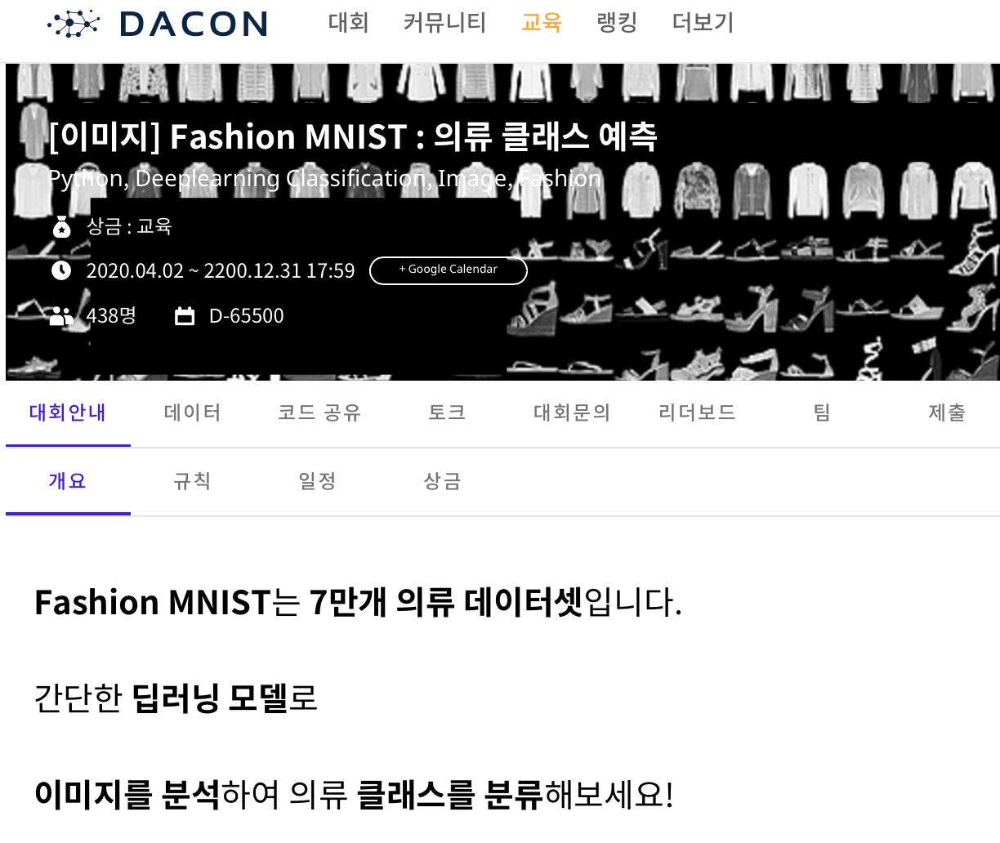 DACON 대회 커뮤니티 교육 랭킹 더보기
[이미지] Fashion MNIST : 의류 클래스 예측
Python, Deeplearning Classification, Image, Fashion
상금 : 교육
2020.04.02 ~ 2200.12.31 17:59 + Google Calendar
438명 D-65500
대회안내 데이터 코드 공유 토크 대회문의 리더보드 팀 제출
개요 규칙 일정 상금
Fashion MNIST는 7만개 의류 데이터셋입니다.
간단한 딥러닝 모델로
이미지를 분석하여 의류 클래스를 분류해보세요!